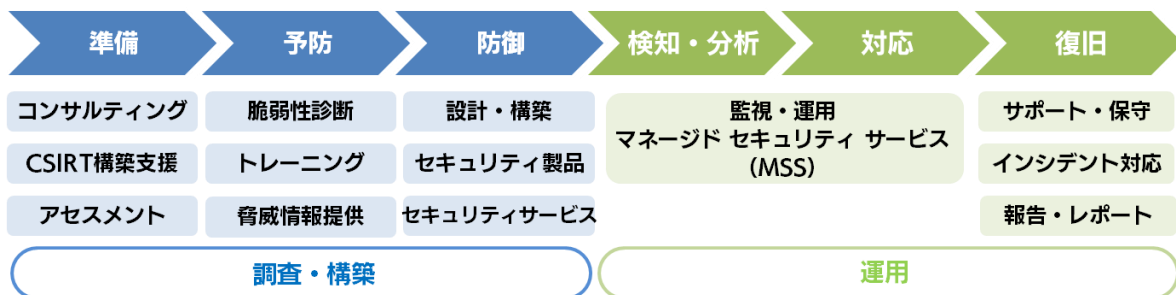 準備
予防
防御
検知・分析
対応
復旧
コンサルティング
脆弱性診断
設計・構築
監視・運用
マネージド セキュリティ サービス
（MSS）
サポート・保守
CSIRT構築支援
トレーニング
セキュリティ製品
インシデント対応
アセスメント
脅威情報提供
セキュリティサービス
報告・レポート
調査・構築
運用